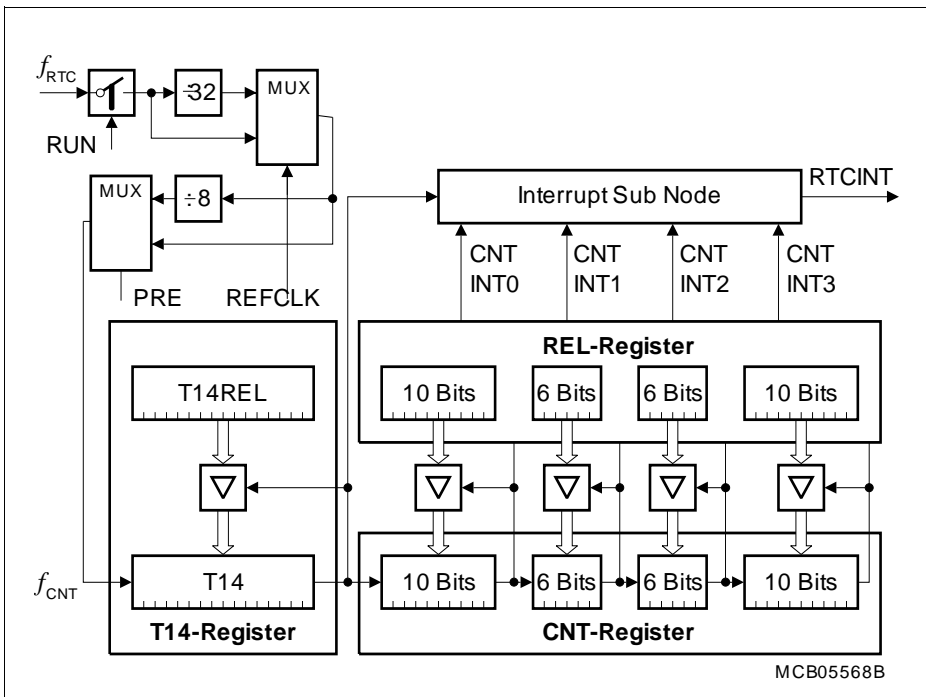 fRTC
÷32
MUX
RUN
MUX
÷8
Interrupt Sub Node
RTCINT
CNT
INT0
CNT
INT1
CNT
INT2
CNT
INT3
PRE
REFCLK
REL-Register
T14REL
10 Bits
6 Bits
6 Bits
10 Bits
fCNT
T14
10 Bits
6 Bits
6 Bits
10 Bits
T14-Register
CNT-Register
MCB05568B